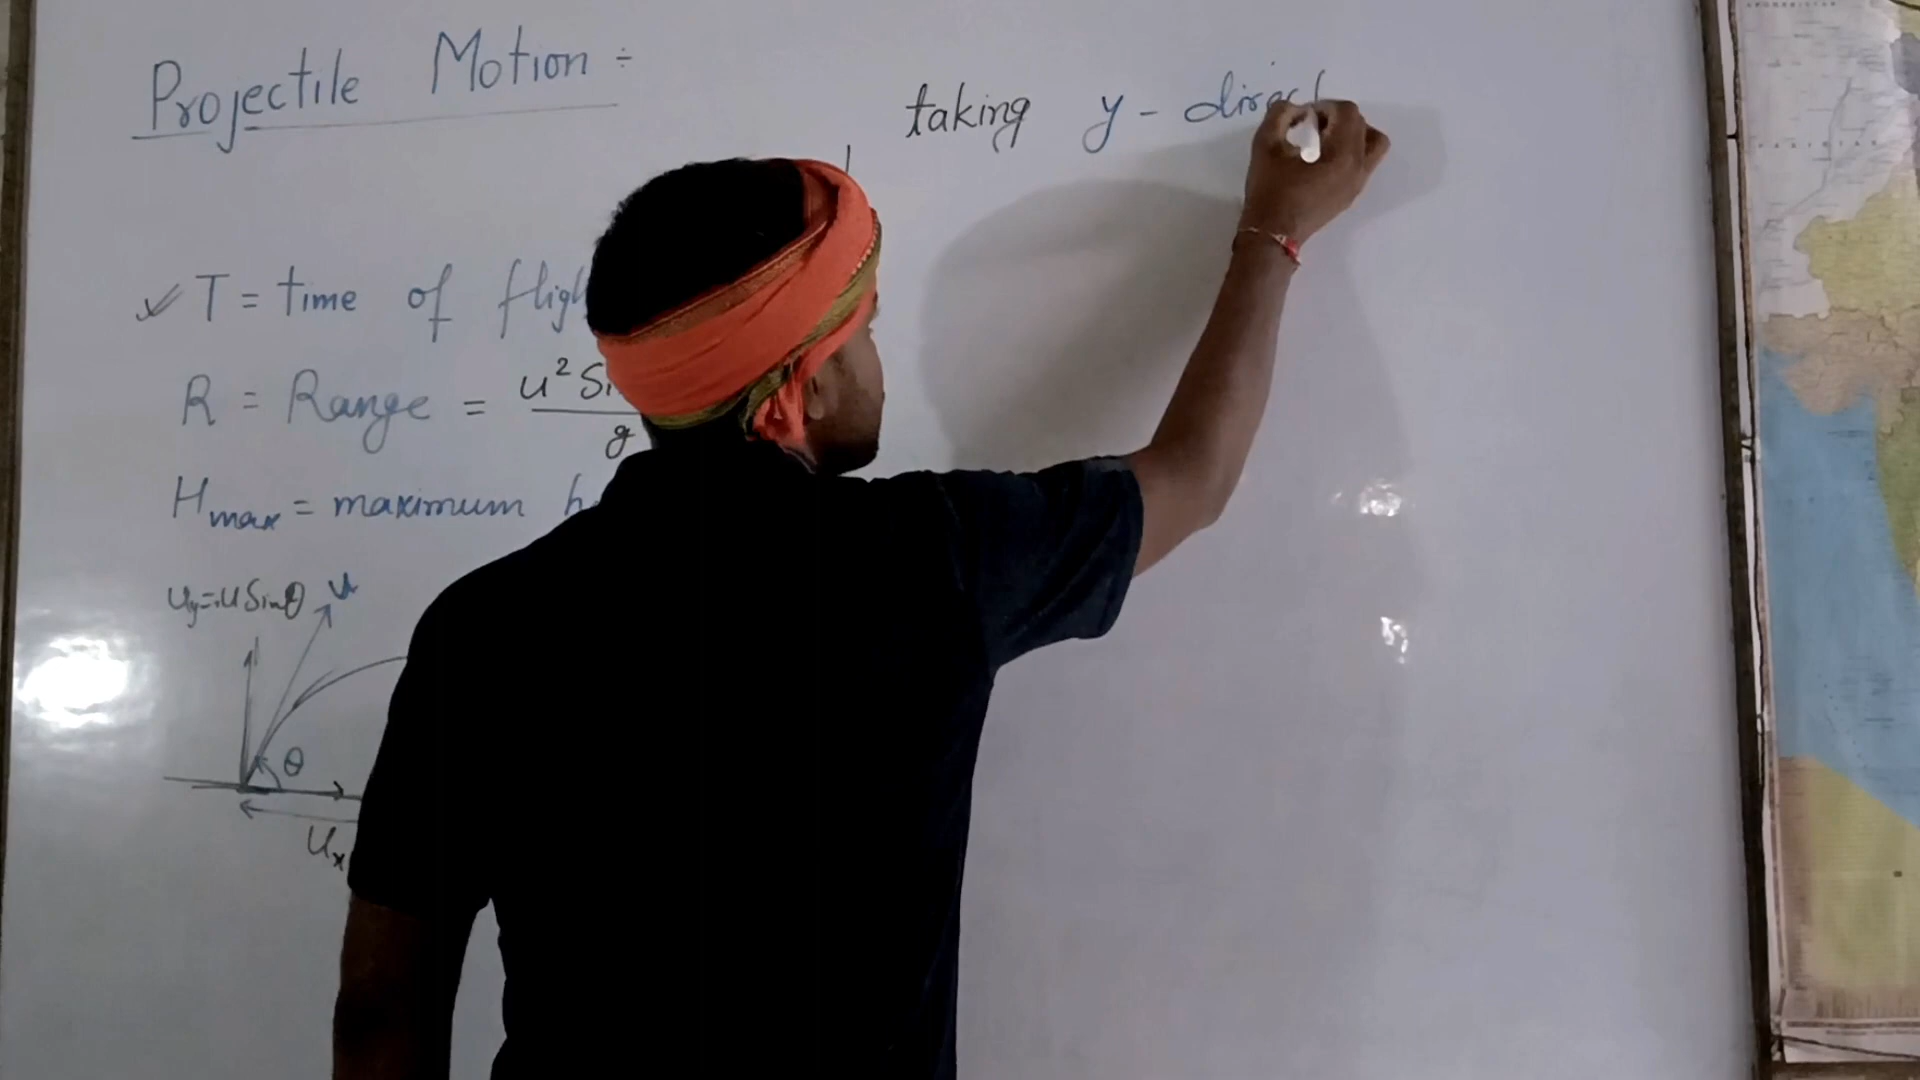 Projectile Motion ÷
taking y - direct
T = time of fligh
R = Range = u² Si
g
Hmax = maximum h
uy = u Sinθ u
θ
Ux